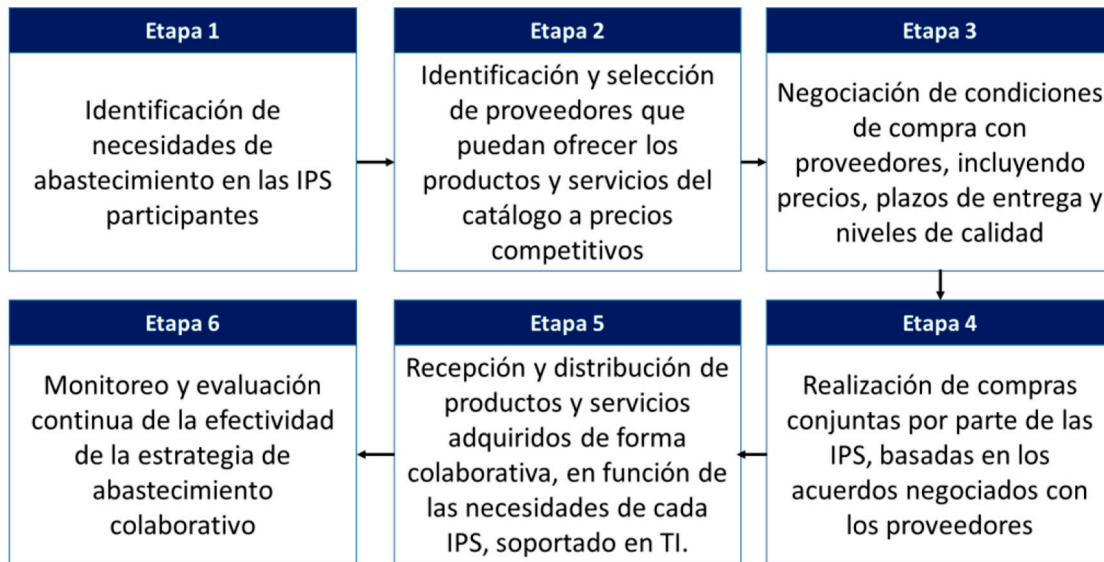 Etapa 1
Identificación de
necesidades de
abastecimiento en las IPS
participantes
Etapa 2
Identificación y selección
de proveedores que
puedan ofrecer los
productos y servicios del
catálogo a precios
competitivos
Etapa 3
Negociación de condiciones
de compra con
proveedores, incluyendo
precios, plazos de entrega y
niveles de calidad
Etapa 4
Realización de compras
conjuntas por parte de las
IPS, basadas en los
acuerdos negociados con
los proveedores
Etapa 5
Recepción y distribución de
productos y servicios
adquiridos de forma
colaborativa, en función de
las necesidades de cada
IPS, soportado en TI.
Etapa 6
Monitoreo y evaluación
continua de la efectividad
de la estrategia de
abastecimiento
colaborativo